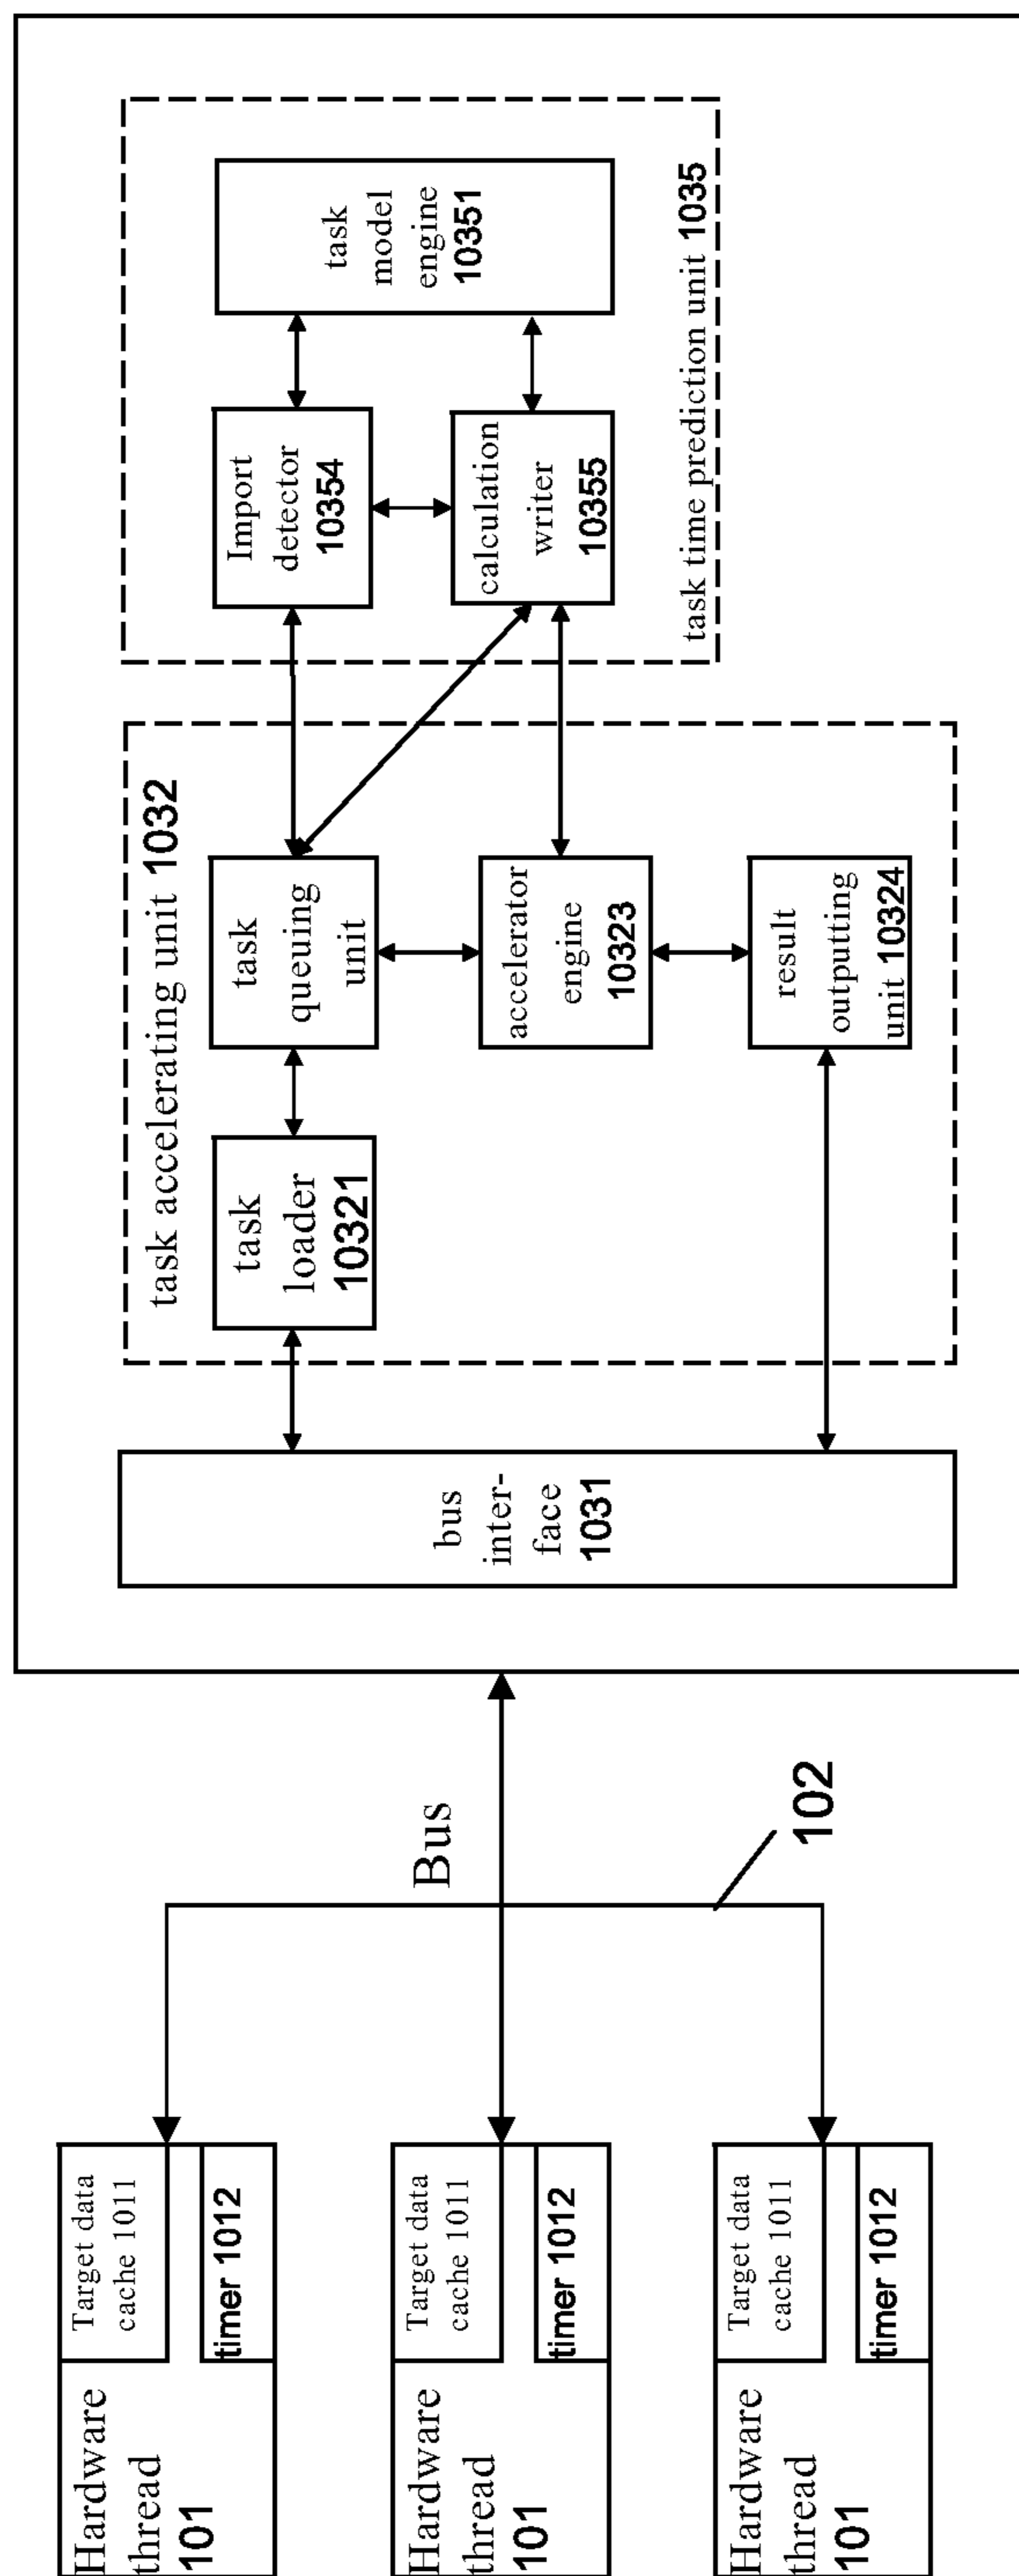 Hardware
thread
101
Target data
cache 1011
timer 1012
Hardware
thread
101
Target data
cache 1011
timer 1012
Hardware
thread
101
Target data
cache 1011
timer 1012
Bus
102
bus
inter-
face
1031
task accelerating unit 1032
task
loader
10321
task
queuing
unit
accelerator
engine
10323
result
outputting
unit 10324
Import
detector
10354
calculation
writer
10355
task
model
engine
10351
task time prediction unit 1035